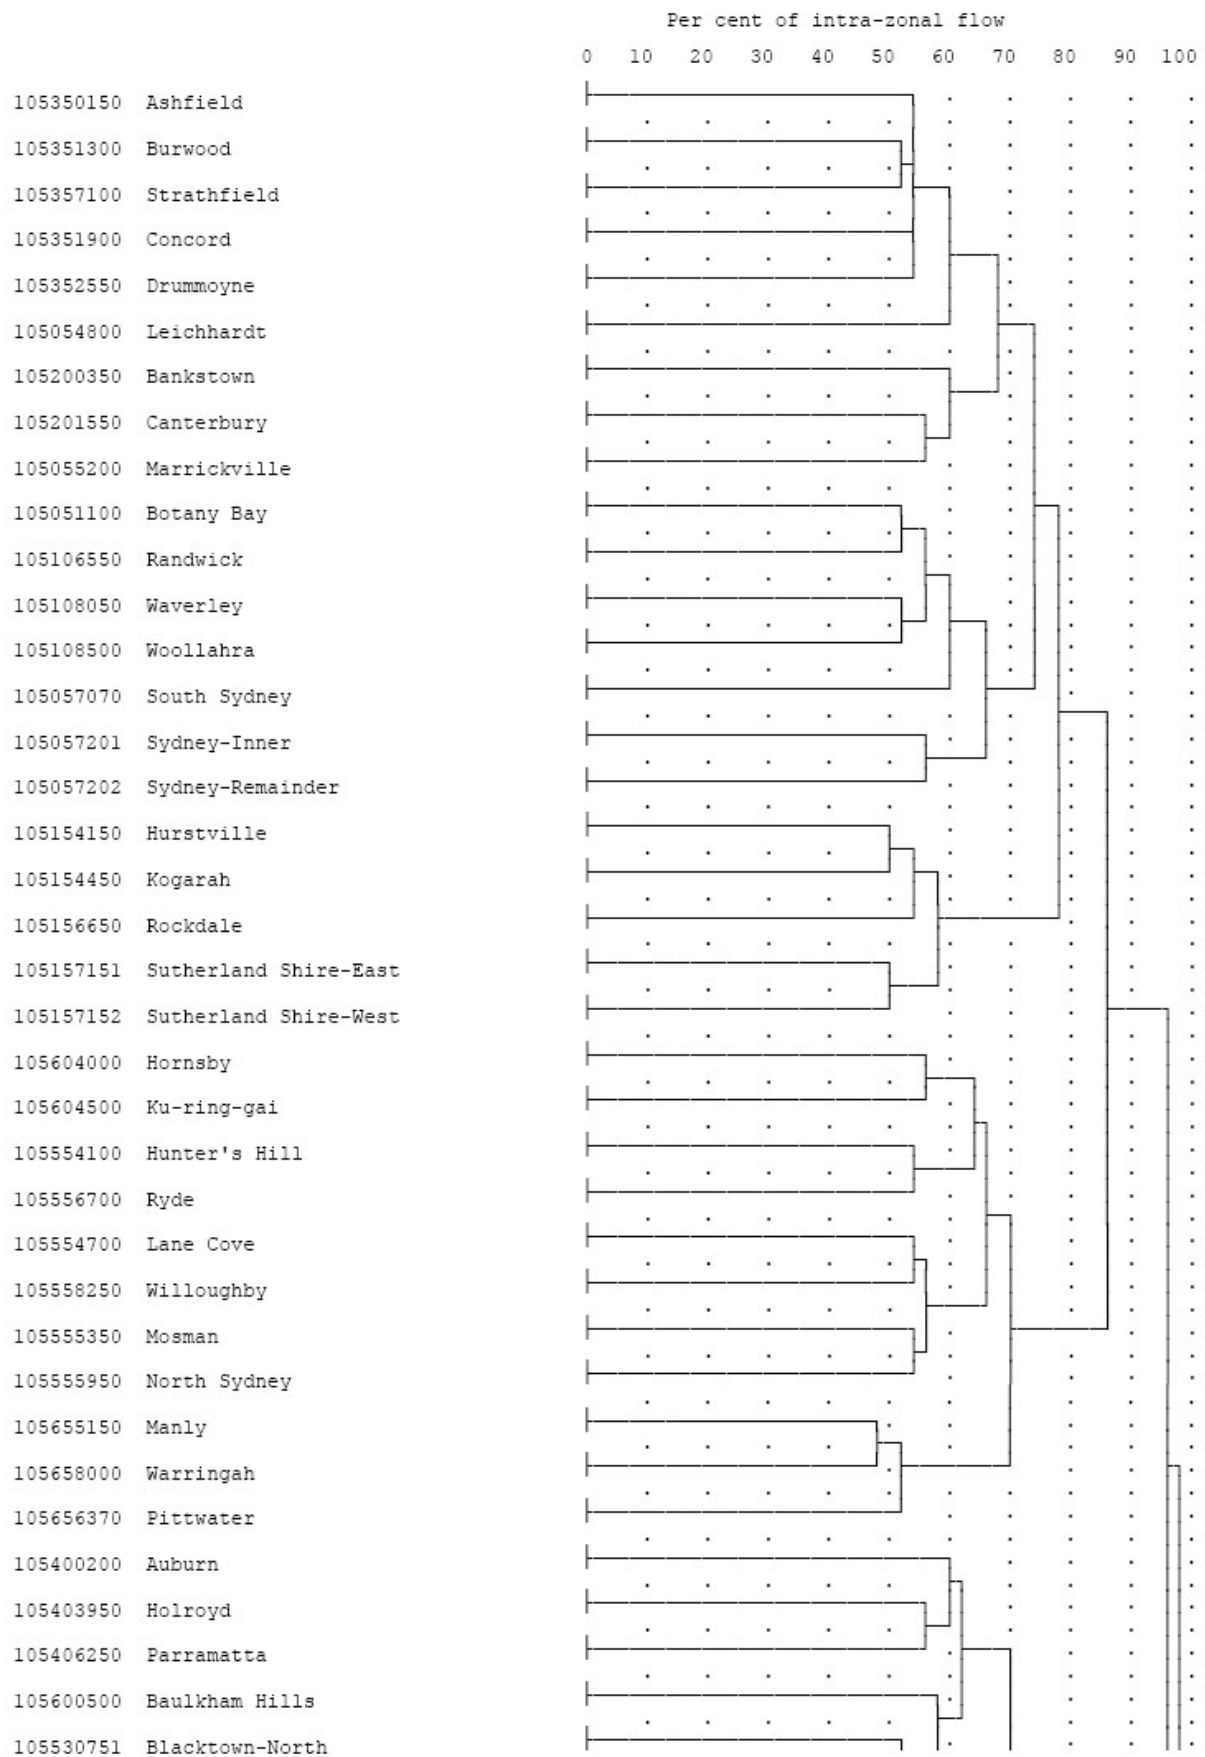 Per cent of intra-zonal flow
0 10 20 30 40 50 60 70 80 90 100
105350150 Ashfield
105351300 Burwood
105357100 Strathfield
105351900 Concord
105352550 Drummoyne
105054800 Leichhardt
105200350 Bankstown
105201550 Canterbury
105055200 Marrickville
105051100 Botany Bay
105106550 Randwick
105108050 Waverley
105108500 Woollahra
105057070 South Sydney
105057201 Sydney-Inner
105057202 Sydney-Remainder
105154150 Hurstville
105154450 Kogarah
105156650 Rockdale
105157151 Sutherland Shire-East
105157152 Sutherland Shire-West
105604000 Hornsby
105604500 Ku-ring-gai
105554100 Hunter's Hill
105556700 Ryde
105554700 Lane Cove
105558250 Willoughby
105555350 Mosman
105555950 North Sydney
105655150 Manly
105658000 Warringah
105656370 Pittwater
105400200 Auburn
105403950 Holroyd
105406250 Parramatta
105600500 Baulkham Hills
105530751 Blacktown-North